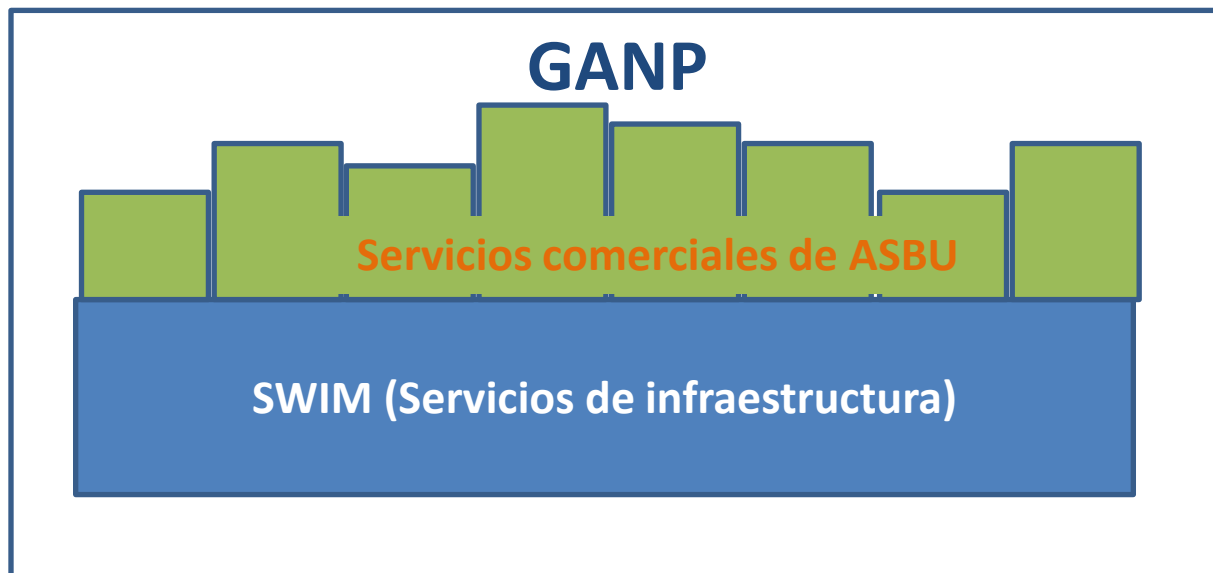 GANP
Servicios comerciales de ASBU
SWIM (Servicios de infraestructura)